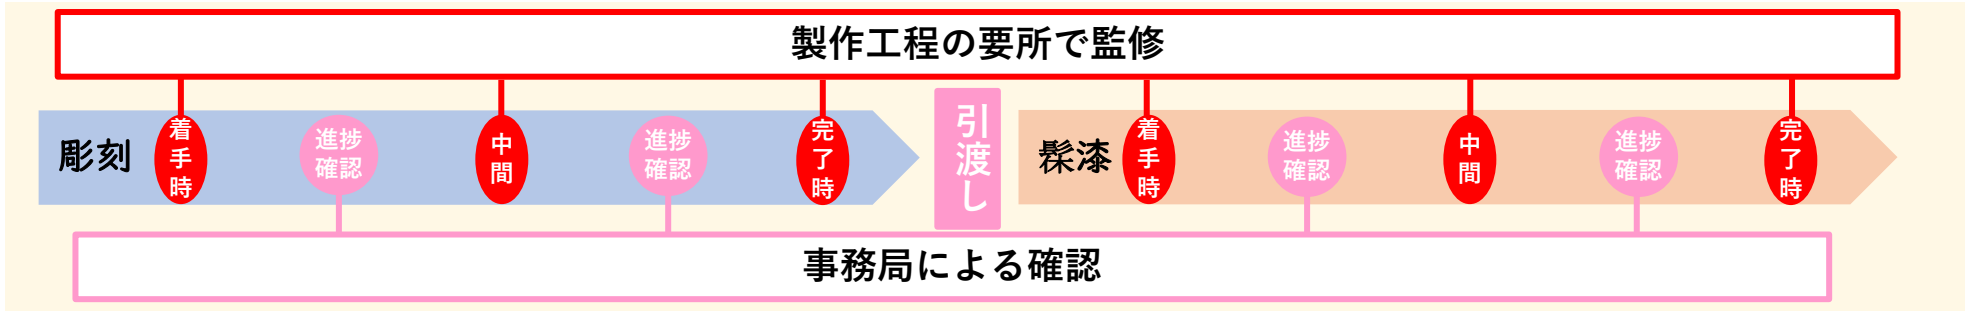 製作工程の要所で監修
彫刻
着手時
進捗
確認
中間
進捗
確認
完了時
引渡し
髹漆
着手時
進捗
確認
中間
進捗
確認
完了時
事務局による確認